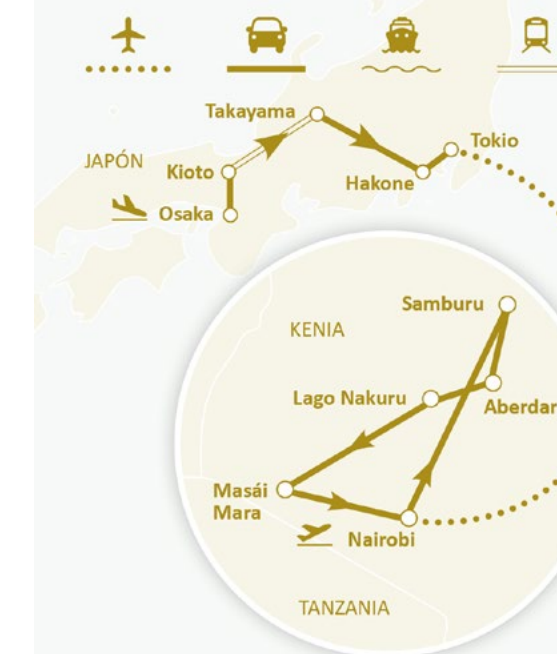 Takayama
Tokio
JAPÓN
Kioto
Hakone
Osaka
Samburu
KENIA
Lago Nakuru
Aberdar
Masái
Mara
Nairobi
TANZANIA